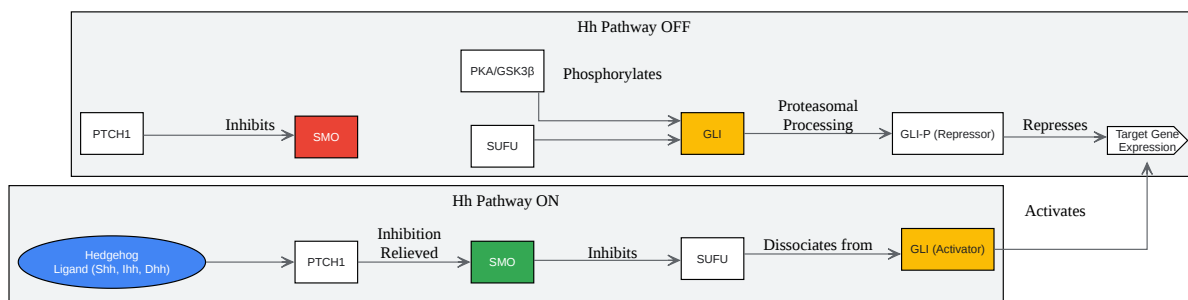 Hh Pathway OFF
PKA/GSK3β
Phosphorylates
PTCH1
Inhibits
SMO
SUFU
GLI
Proteasomal
Processing
GLI-P (Repressor)
Represses
Target Gene
Expression
Hh Pathway ON
Hedgehog
Ligand (Shh, Ihh, Dhh)
PTCH1
Inhibition
Relieved
SMO
Inhibits
SUFU
Dissociates from
GLI (Activator)
Activates